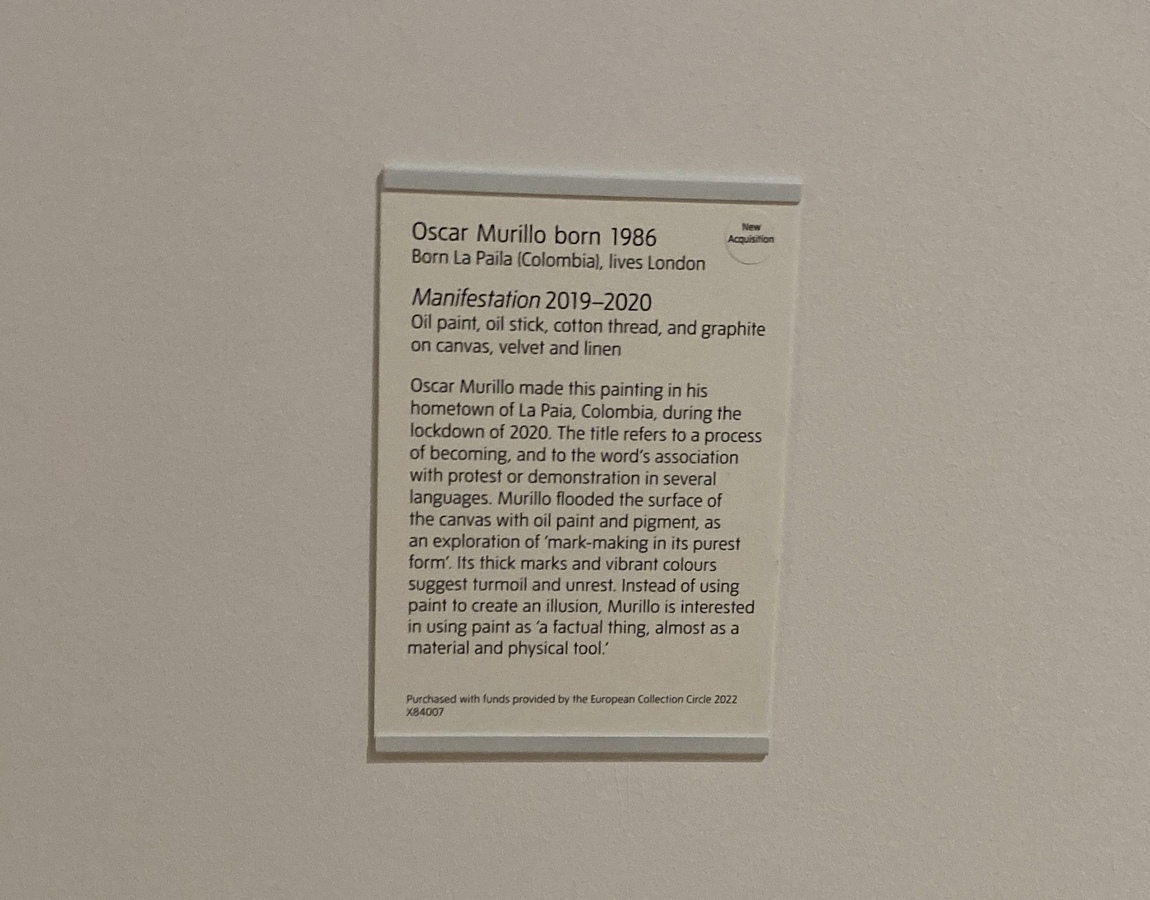 Oscar Murillo born 1986
New
Acquisition
Born La Paila (Colombia), lives London
Manifestation 2019–2020
Oil paint, oil stick, cotton thread, and graphite
on canvas, velvet and linen
Oscar Murillo made this painting in his
hometown of La Paia, Colombia, during the
lockdown of 2020. The title refers to a process
of becoming, and to the word's association
with protest or demonstration in several
languages. Murillo flooded the surface of
the canvas with oil paint and pigment, as
an exploration of 'mark-making in its purest
form'. Its thick marks and vibrant colours
suggest turmoil and unrest. Instead of using
paint to create an illusion, Murillo is interested
in using paint as 'a factual thing, almost as a
material and physical tool.'
Purchased with funds provided by the European Collection Circle 2022
X84007